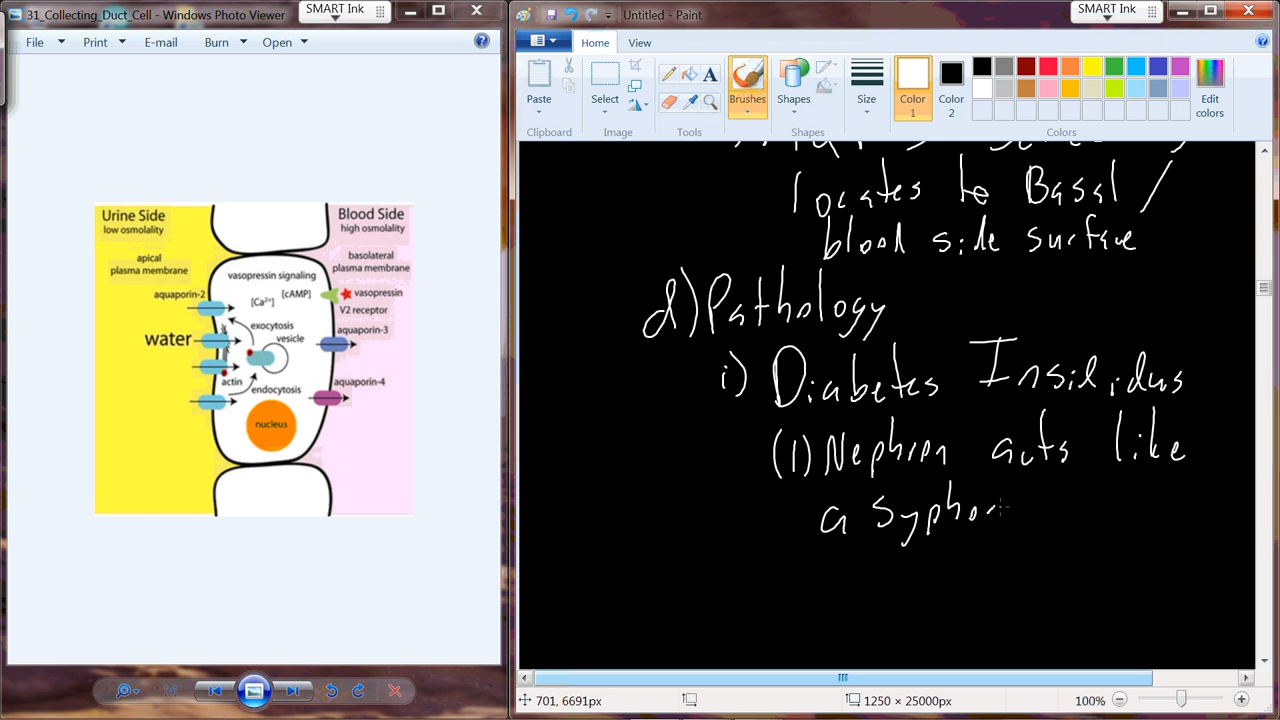 31_Collecting_Duct_Cell - Windows Photo Viewer
SMART Ink
File Print E-mail Burn Open
Urine Side
low osmolality
Blood Side
high osmolality
apical
plasma membrane
basolateral
plasma membrane
vasopressin signaling
aquaporin-2
[Ca2+]
[cAMP]
vasopressin
V2 receptor
exocytosis
vesicle
aquaporin-3
water
actin
endocytosis
aquaporin-4
nucleus
Untitled - Paint
SMART Ink
Home View
Paste
Select
Brushes
Shapes
Size
Color
1
Color
2
Edit
colors
Clipboard Image Tools Shapes Colors
locates to Basal /
blood side surface
d) Pathology
i) Diabetes Insipidus
(1) Nephron acts like
a Sypho
701, 6691px
1250 × 25000px
100%